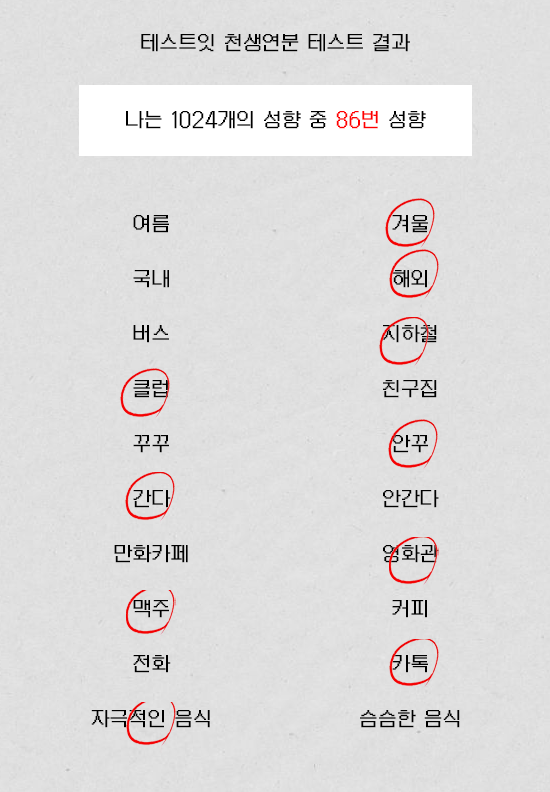 테스트잇 천생연분 테스트 결과
나는 1024개의 성향 중 86번 성향
여름 겨울
국내 해외
버스 지하철
클럽 친구집
꾸꾸 안꾸
간다 안간다
만화카페 영화관
맥주 커피
전화 카톡
자극적인 음식 슴슴한 음식